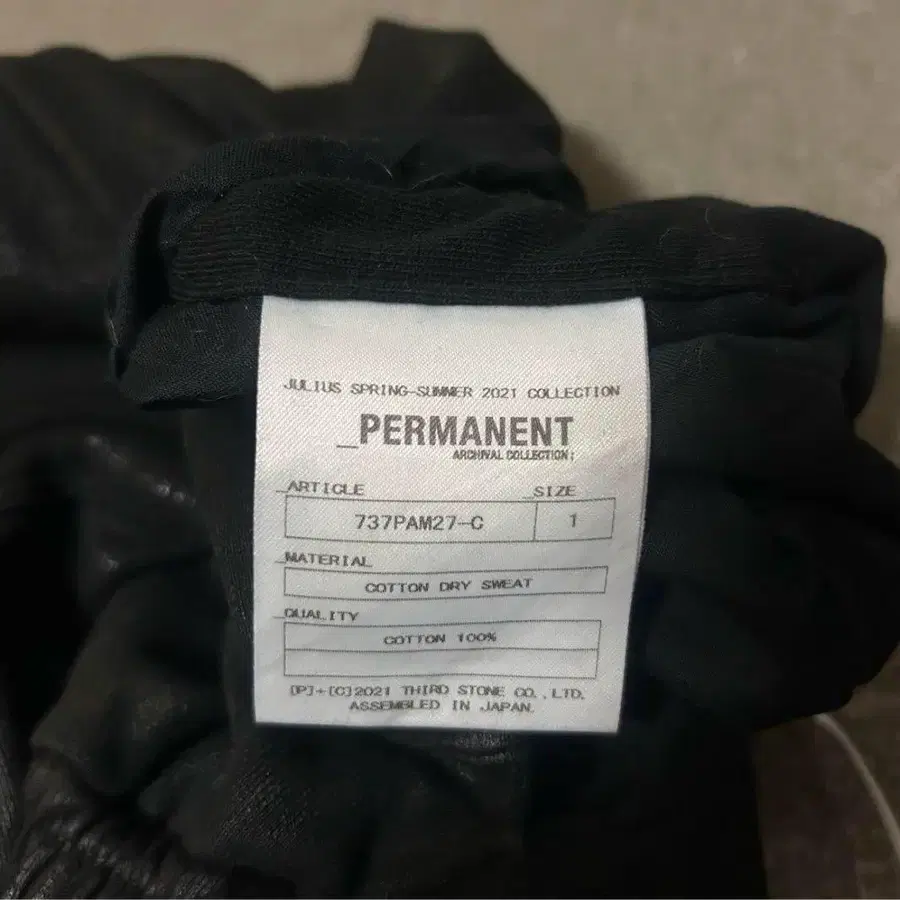 JULIUS SPRING-SUMMER 2021 COLLECTION
_PERMANENT
ARCHIVAL COLLECTION;
_ARTICLE _SIZE
737PAM27-C 1
_MATERIAL
COTTON DRY SWEAT
_QUALITY
COTTON 100%
[P]+[C]2021 THIRD STONE CO.,LTD.
ASSEMBLED IN JAPAN.